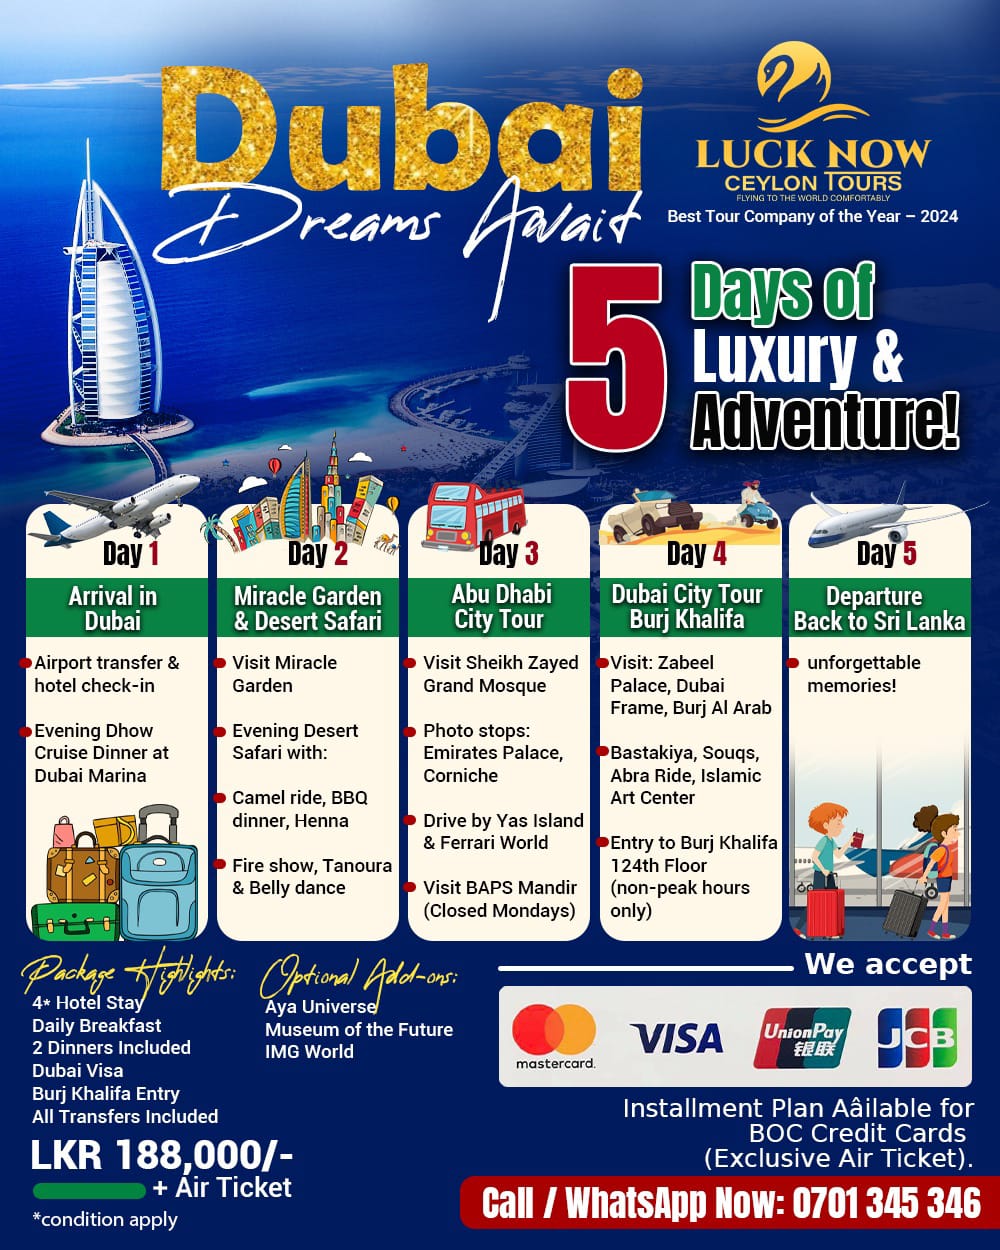 Dubai
Dreams Await
LUCK NOW
CEYLON TOURS
FLYING TO THE WORLD COMFORTABLY
Best Tour Company of the Year – 2024
5
Days of
Luxury &
Adventure!
Day 1
Arrival in
Dubai
Airport transfer &
hotel check-in
Evening Dhow
Cruise Dinner at
Dubai Marina
Day 2
Miracle Garden
& Desert Safari
Visit Miracle
Garden
Evening Desert
Safari with:
Camel ride, BBQ
dinner, Henna
Fire show, Tanoura
& Belly dance
Day 3
Abu Dhabi
City Tour
Visit Sheikh Zayed
Grand Mosque
Photo stops:
Emirates Palace,
Corniche
Drive by Yas Island
& Ferrari World
Visit BAPS Mandir
(Closed Mondays)
Day 4
Dubai City Tour
Burj Khalifa
Visit: Zabeel
Palace, Dubai
Frame, Burj Al Arab
Bastakiya, Souqs,
Abra Ride, Islamic
Art Center
Entry to Burj Khalifa
124th Floor
(non-peak hours
only)
Day 5
Departure
Back to Sri Lanka
unforgettable
memories!
Package Highlights:
4* Hotel Stay
Daily Breakfast
2 Dinners Included
Dubai Visa
Burj Khalifa Entry
All Transfers Included
LKR 188,000/-
+ Air Ticket
*condition apply
Optional Add-ons:
Aya Universe
Museum of the Future
IMG World
We accept
mastercard.
VISA
UnionPay
银联
JCB
Installment Plan Aâilable for
BOC Credit Cards
(Exclusive Air Ticket).
Call / WhatsApp Now: 0701 345 346